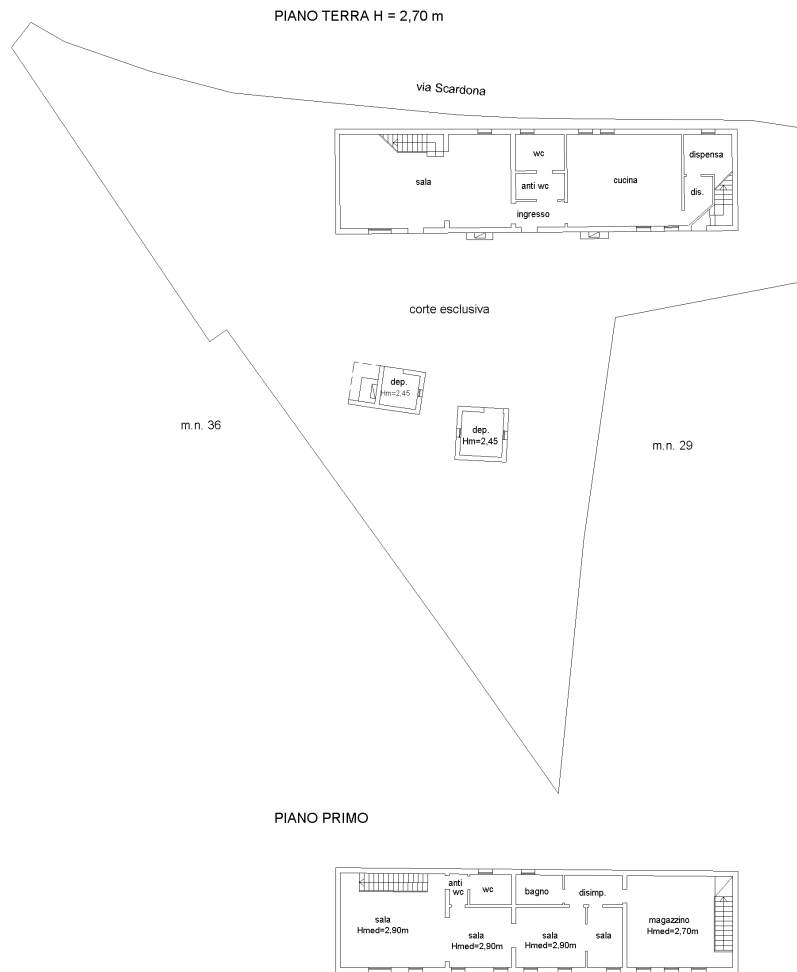 PIANO TERRA H = 2,70 m
via Scardona
wc
dispensa
sala
anti wc
cucina
dis.
ingresso
corte esclusiva
dep.
Hm=2,45
m.n. 36
dep.
Hm=2,45
m.n. 29
PIANO PRIMO
anti
wc
wc
bagno
disimp.
sala
Hmed=2,90m
magazzino
Hmed=2,70m
sala
Hmed=2,90m
sala
Hmed=2,90m
sala